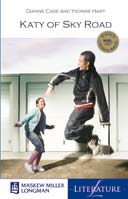 DIANNE CASE AND YVONNE HART
KATY OF SKY ROAD
MASKEW MILLER
LONGMAN
LITERATURE